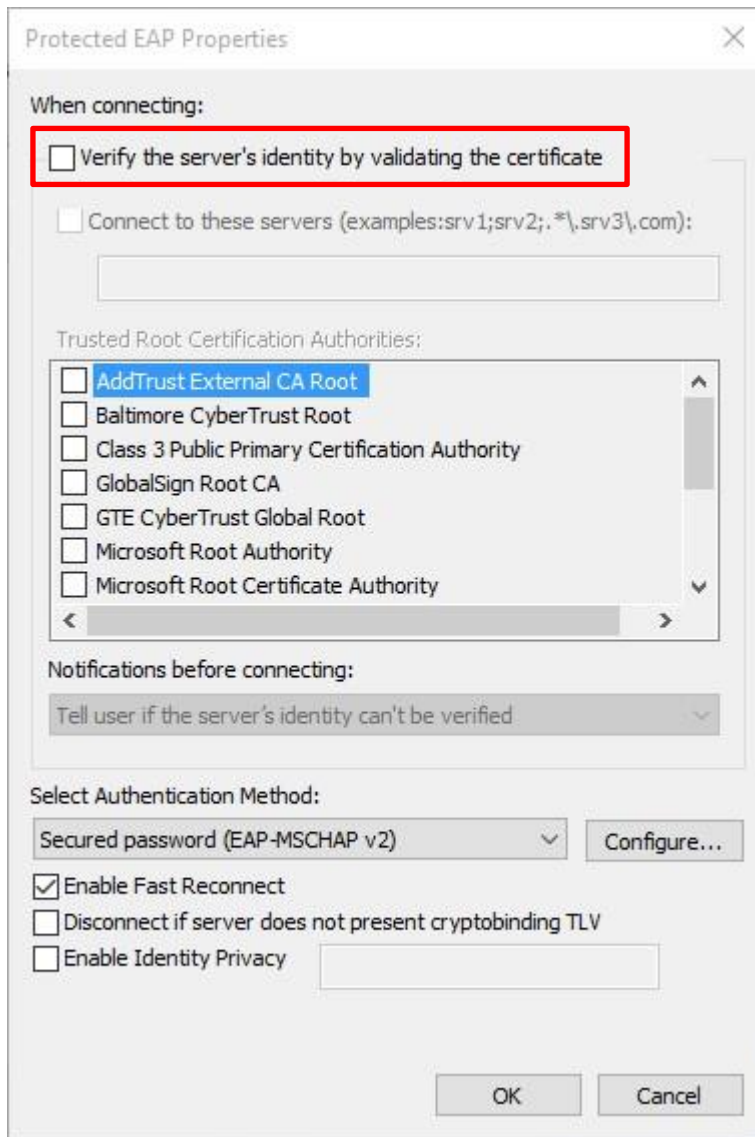 Protected EAP Properties
When connecting:
Verify the server's identity by validating the certificate
Connect to these servers (examples:srv1;srv2;.*\.srv3\.com):
Trusted Root Certification Authorities:
AddTrust External CA Root
Baltimore CyberTrust Root
Class 3 Public Primary Certification Authority
GlobalSign Root CA
GTE CyberTrust Global Root
Microsoft Root Authority
Microsoft Root Certificate Authority
Notifications before connecting:
Tell user if the server's identity can't be verified
Select Authentication Method:
Secured password (EAP-MSCHAP v2)
Configure...
Enable Fast Reconnect
Disconnect if server does not present cryptobinding TLV
Enable Identity Privacy
OK Cancel